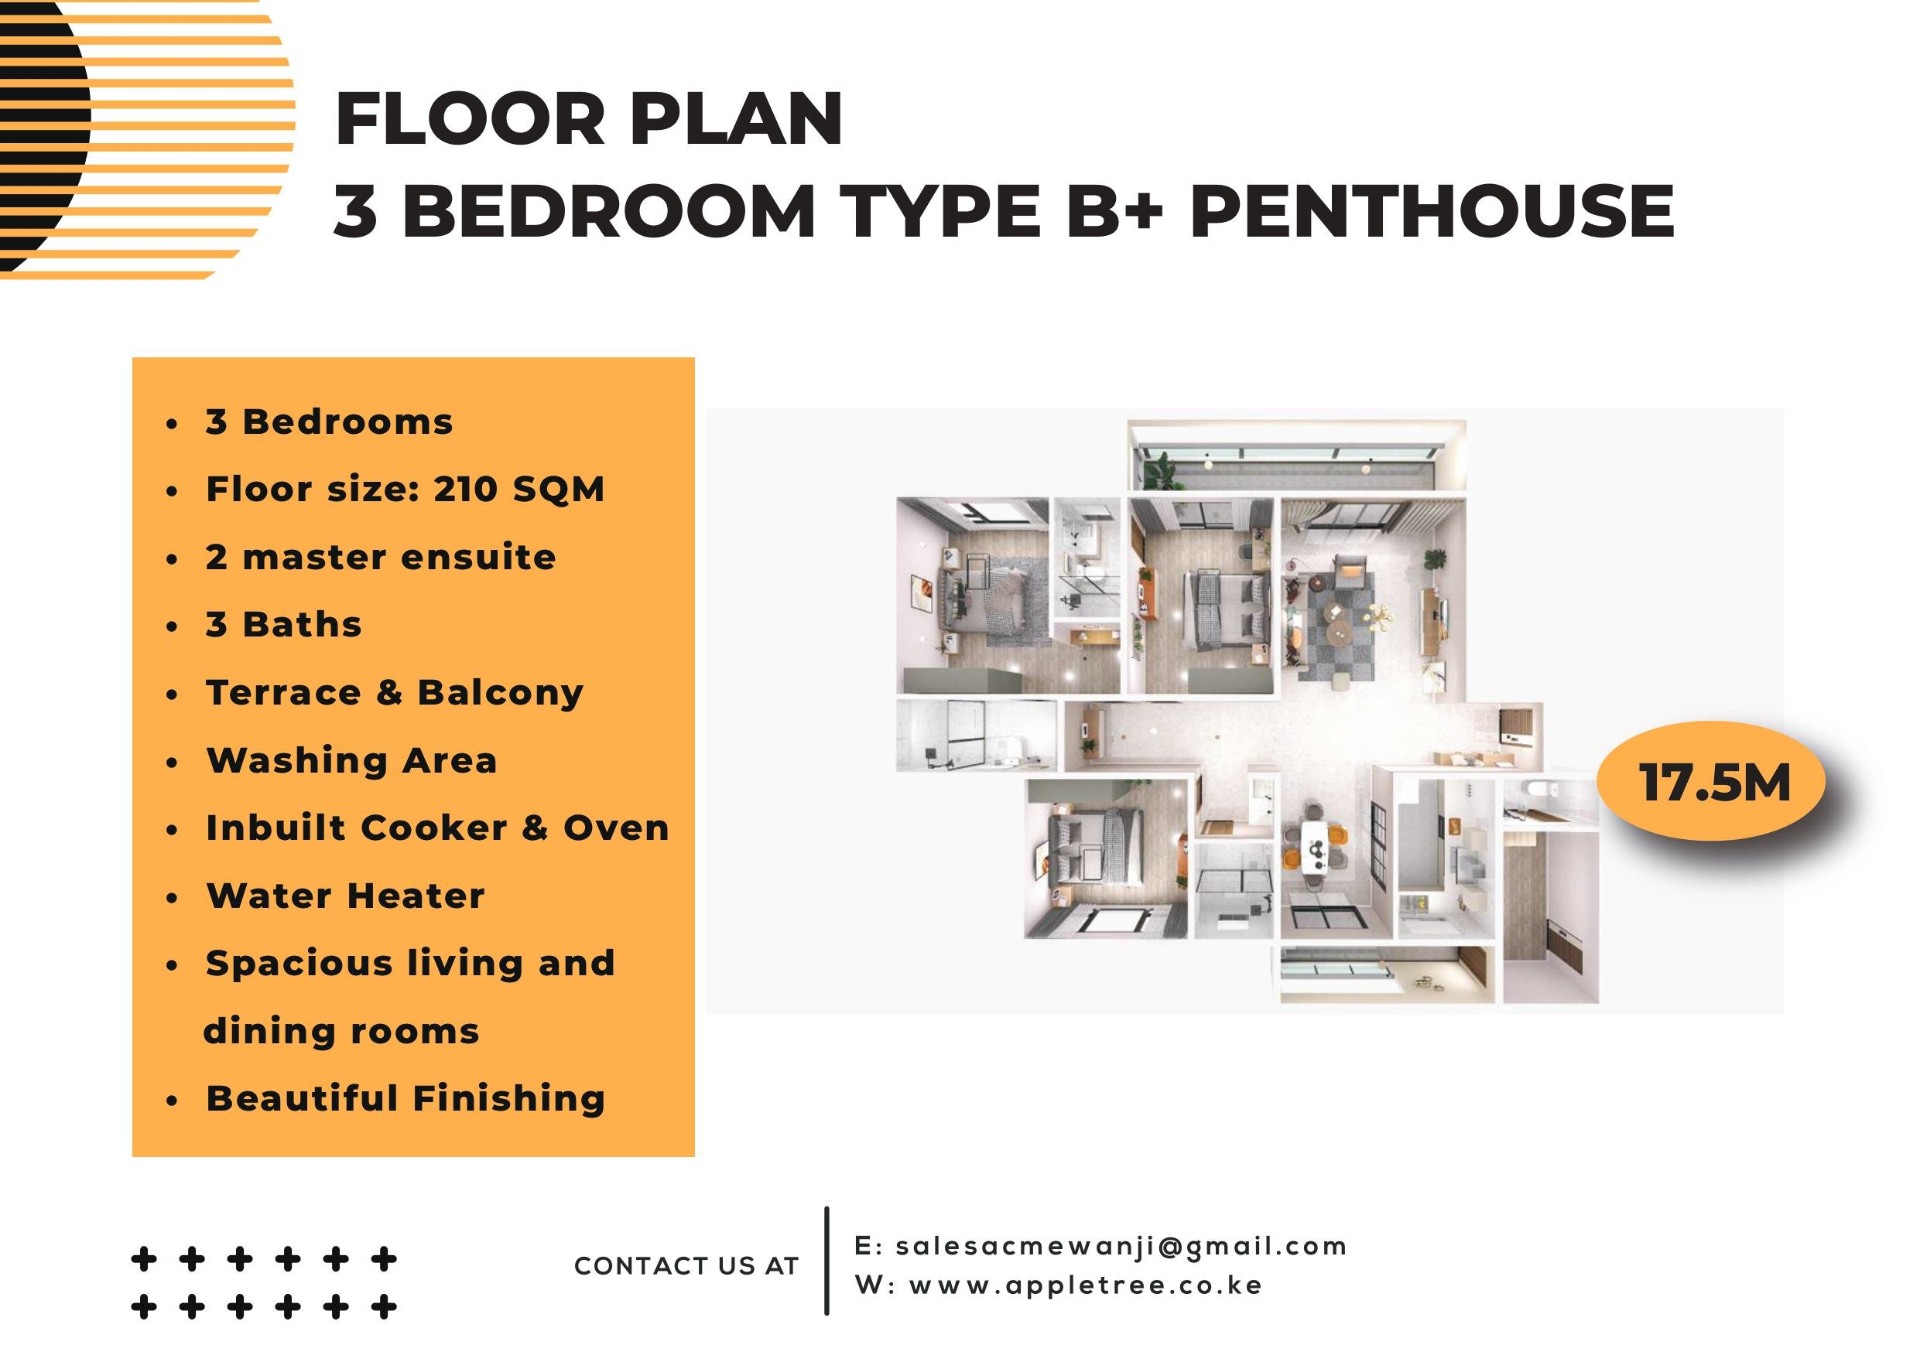 FLOOR PLAN
3 BEDROOM TYPE B+ PENTHOUSE
• 3 Bedrooms
• Floor size: 210 SQM
• 2 master ensuite
• 3 Baths
• Terrace & Balcony
• Washing Area
• Inbuilt Cooker & Oven
• Water Heater
• Spacious living and
dining rooms
• Beautiful Finishing
17.5M
CONTACT US AT
E: salesacmewanji@gmail.com
W: www.appletree.co.ke